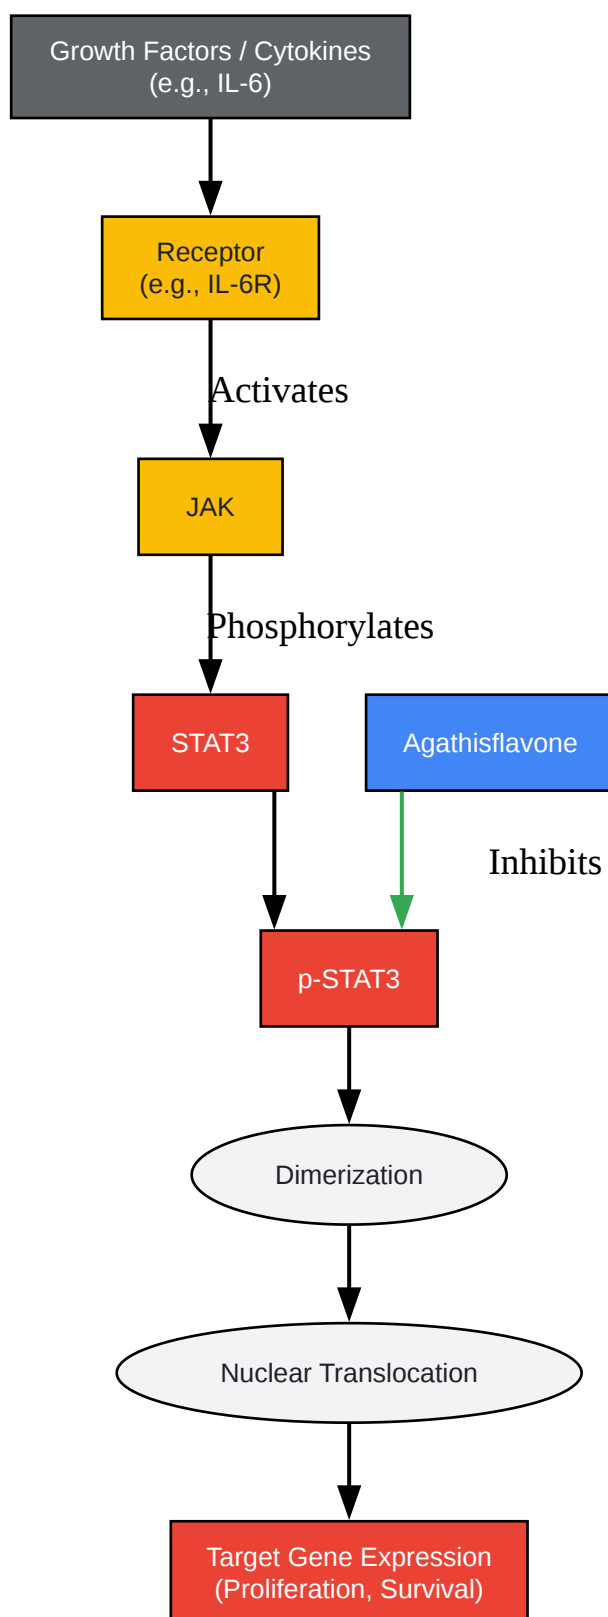 Growth Factors / Cytokines
(e.g., IL-6)
Receptor
(e.g., IL-6R)
Activates
JAK
Phosphorylates
STAT3
Agathisflavone
Inhibits
p-STAT3
Dimerization
Nuclear Translocation
Target Gene Expression
(Proliferation, Survival)